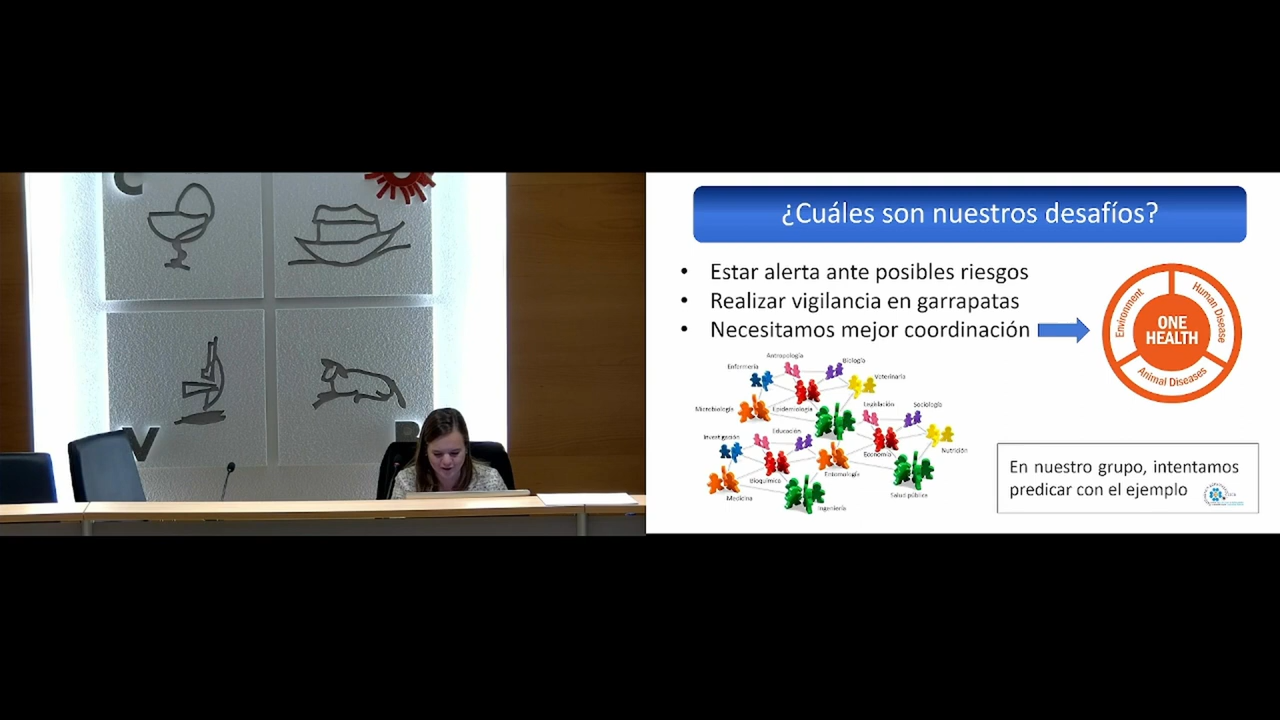 C
V
¿Cuáles son nuestros desafíos?
• Estar alerta ante posibles riesgos
• Realizar vigilancia en garrapatas
• Necesitamos mejor coordinación
Environment
Human Disease
ONE
HEALTH
Animal Diseases
Antropología
Biología
Enfermería
Veterinaria
Microbiología
Epidemiología
Legislación
Sociología
Investigación
Educación
Economía
Nutrición
Bioquímica
Entomología
Medicina
Salud pública
Ingeniería
En nuestro grupo, intentamos
predicar con el ejemplo